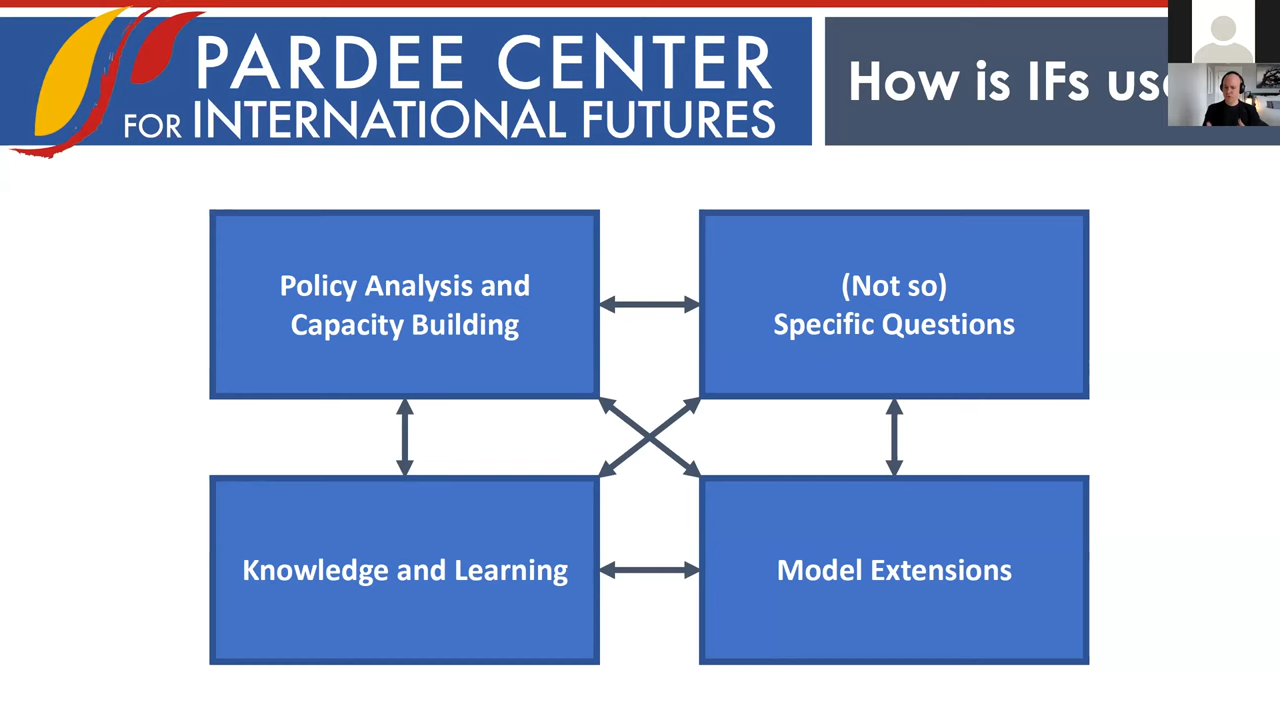 PARDEE CENTER
FOR INTERNATIONAL FUTURES
How is IFs
Policy Analysis and
Capacity Building
(Not so)
Specific Questions
Knowledge and Learning
Model Extensions